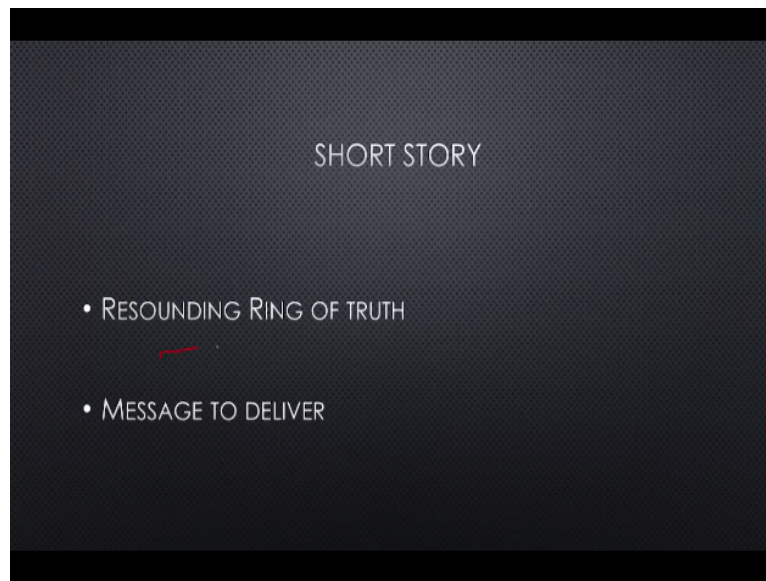 SHORT STORY
• RESOUNDING RING OF TRUTH
• MESSAGE TO DELIVER